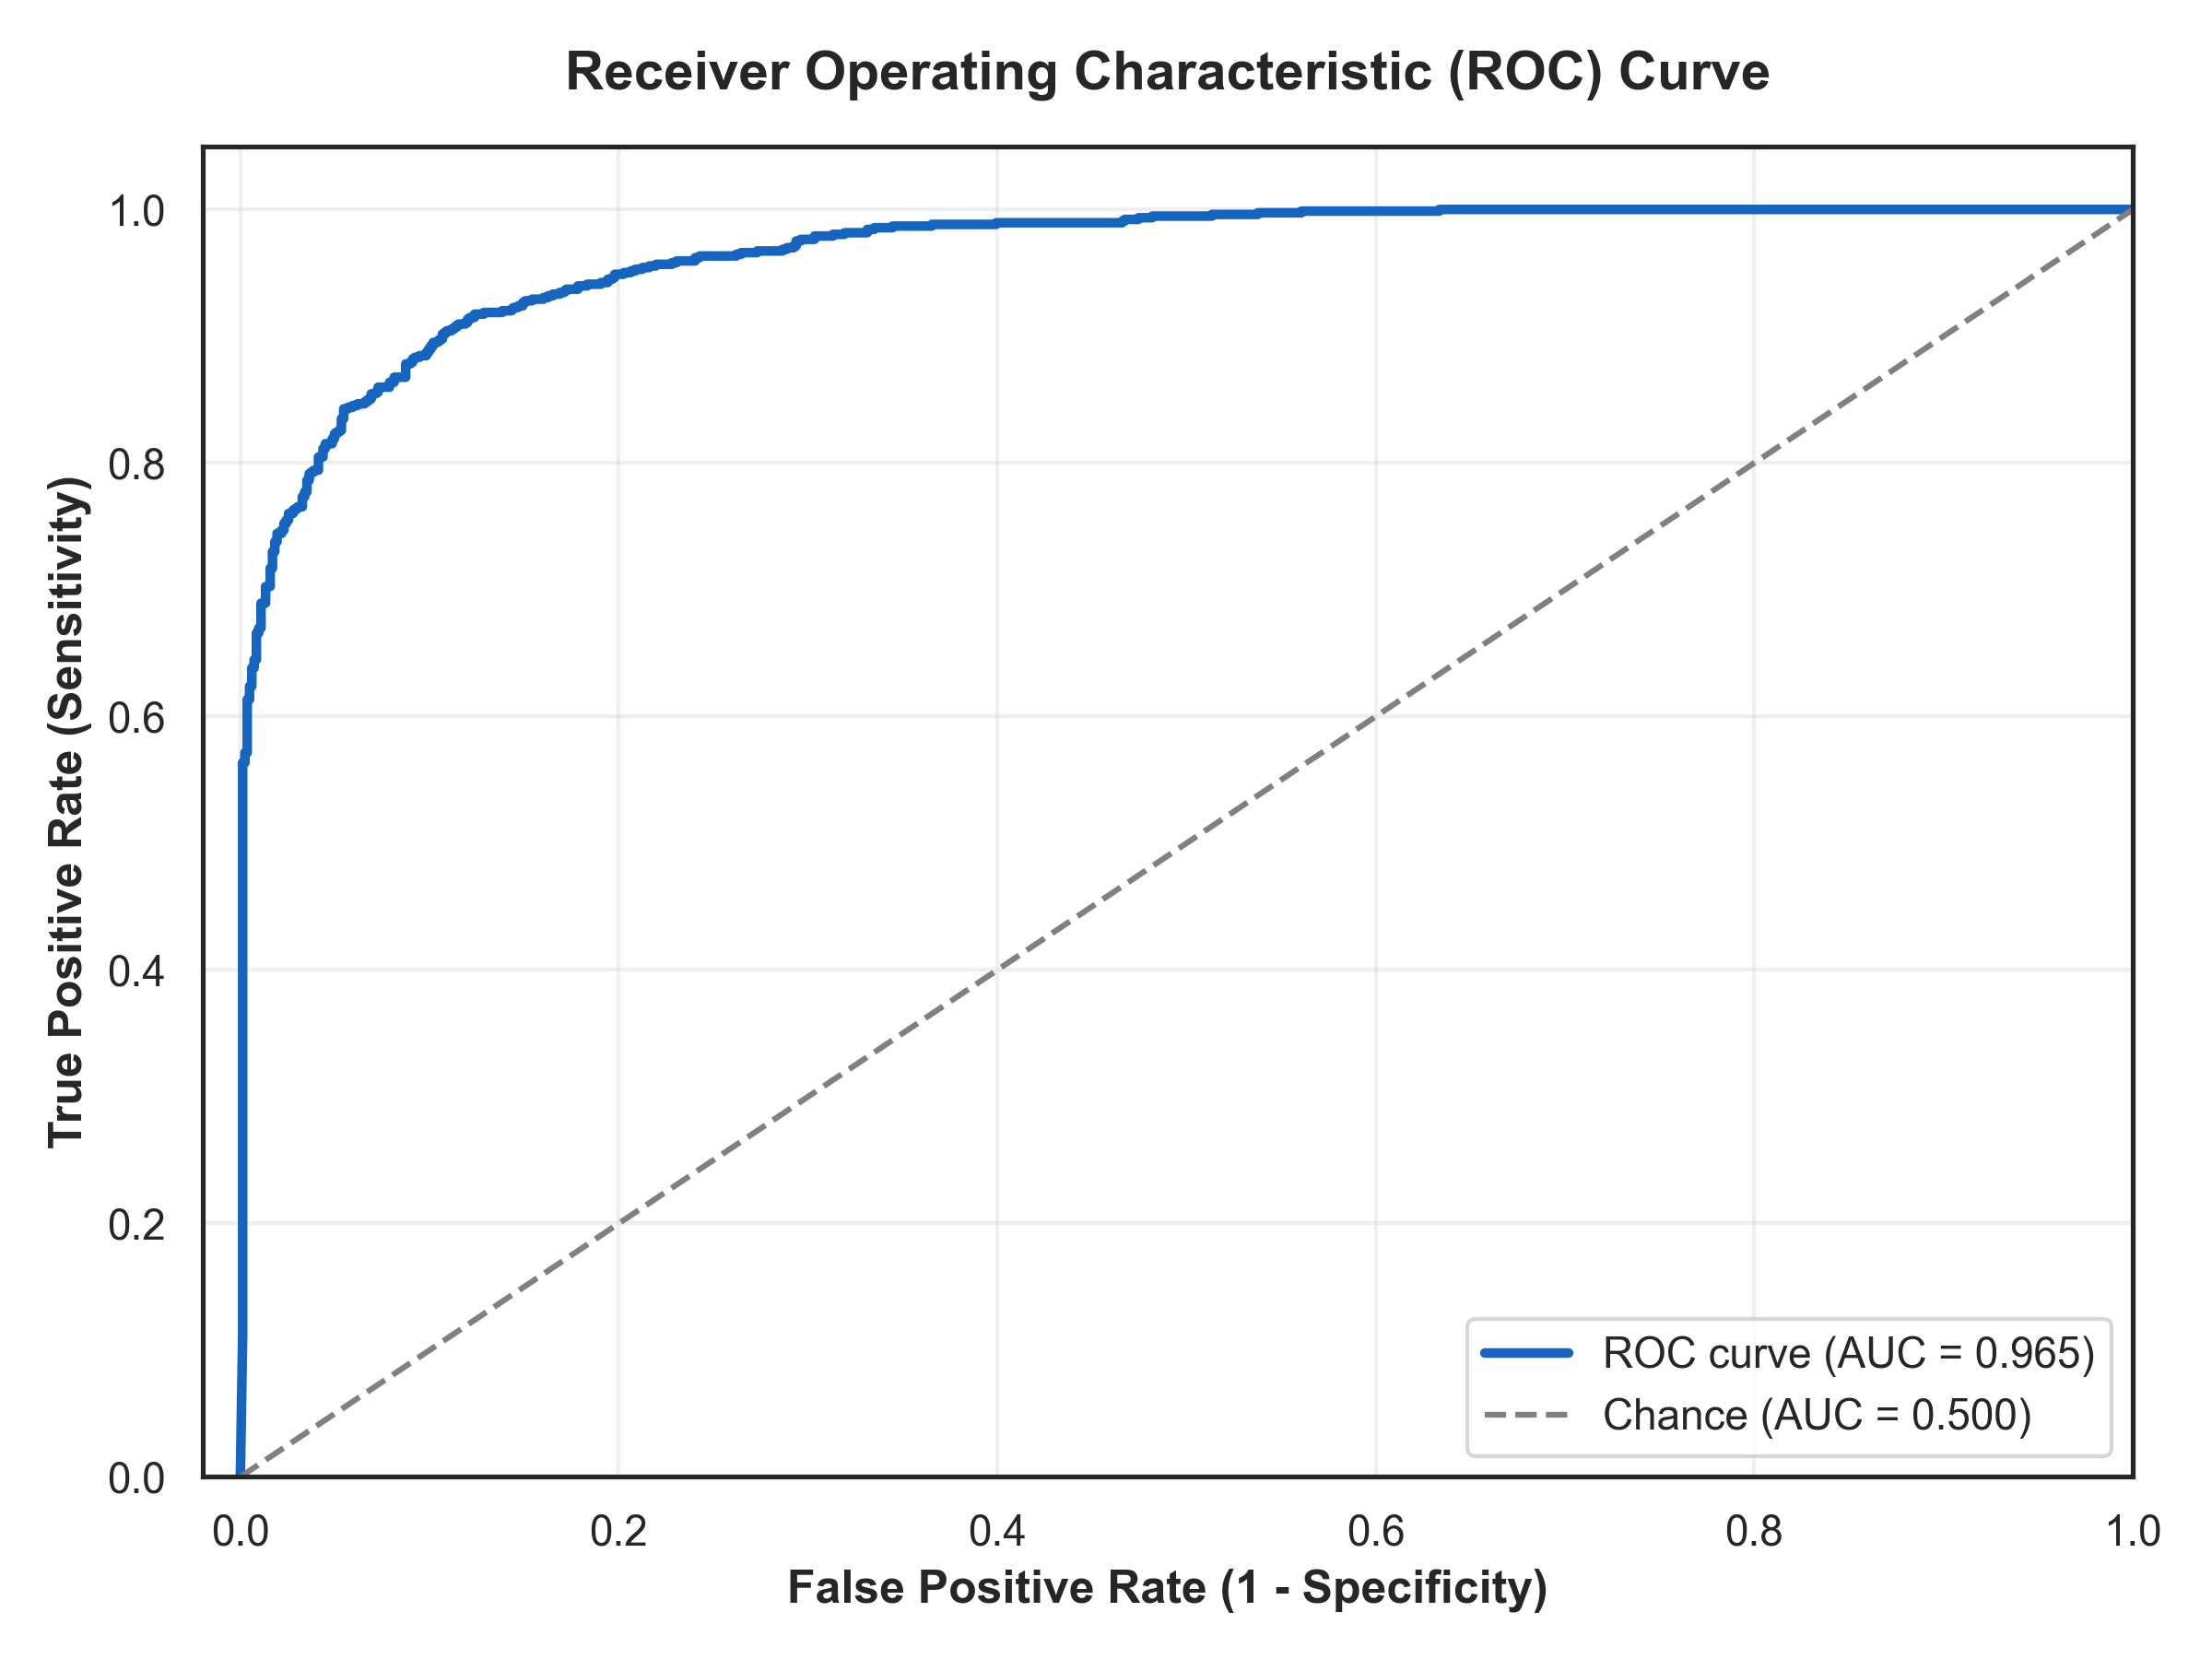 Receiver Operating Characteristic (ROC) Curve
True Positive Rate (Sensitivity)
1.0
0.8
0.6
0.4
0.2
0.0
0.0 0.2 0.4 0.6 0.8 1.0
False Positive Rate (1 - Specificity)
ROC curve (AUC = 0.965)
Chance (AUC = 0.500)